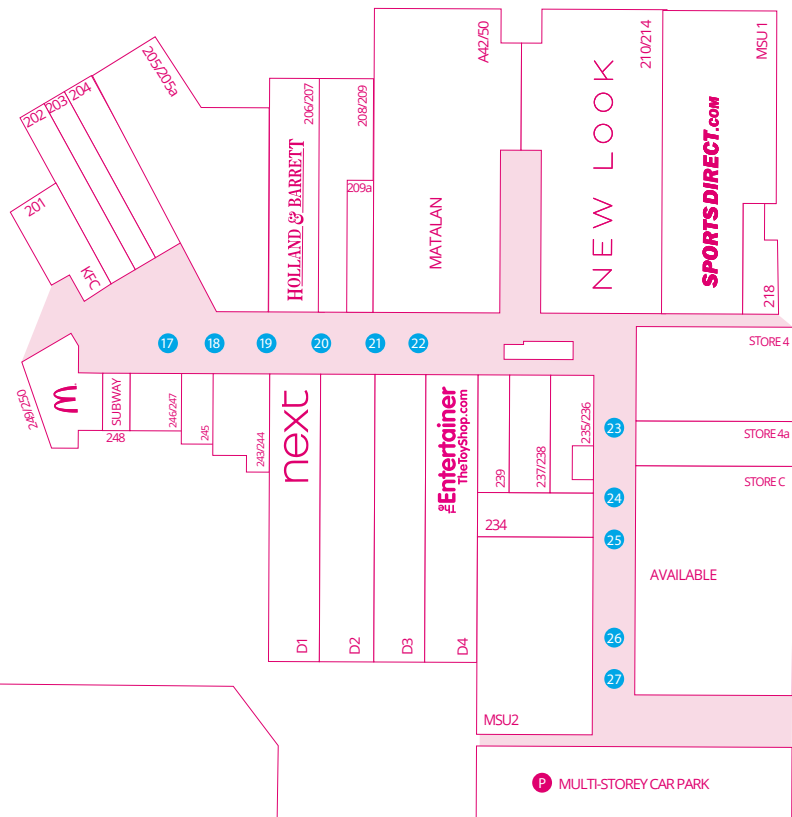 205/205a
204
203
202
201
KFC
206/207
HOLLAND & BARRETT
208/209
209a
A42/50
MATALAN
210/214
NEW LOOK
MSU 1
SPORTSDIRECT.COM
218
17
18
19
20
21
22
STORE 4
STORE 4a
STORE C
AVAILABLE
249/250
M
SUBWAY
248
246/247
245
243/244
next
D1
D2
D3
The Entertainer
TheToyShop.com
D4
239
237/238
235/236
234
MSU2
23
24
25
26
27
P MULTI-STOREY CAR PARK